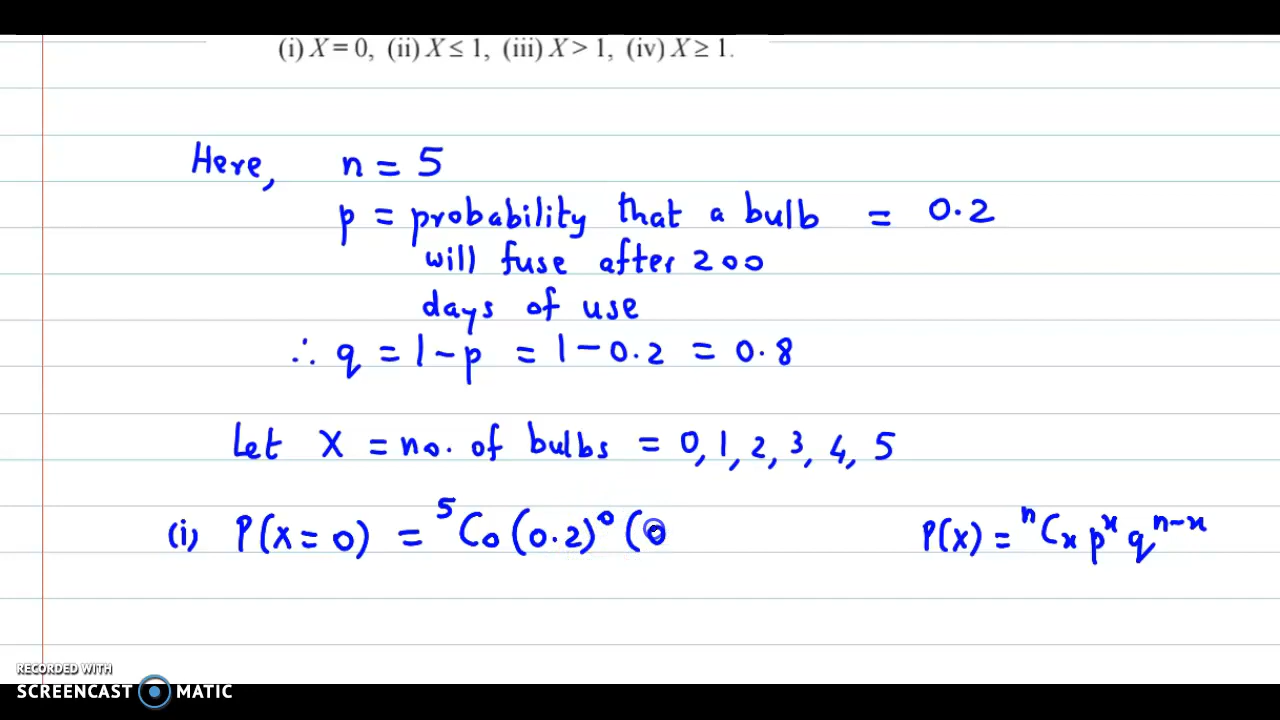 (i) X = 0, (ii) X ≤ 1, (iii) X > 1, (iv) X ≥ 1.
Here, n = 5
p = probability that a bulb = 0.2
will fuse after 200
days of use
∴ q = 1 − p = 1 − 0.2 = 0.8
Let X = no. of bulbs = 0, 1, 2, 3, 4, 5
(i) P(X = 0) = ⁵C₀ (0.2)⁰ (0 P(X) = ⁿCₓ pˣ qⁿ⁻ˣ
RECORDED WITH
SCREENCAST MATIC